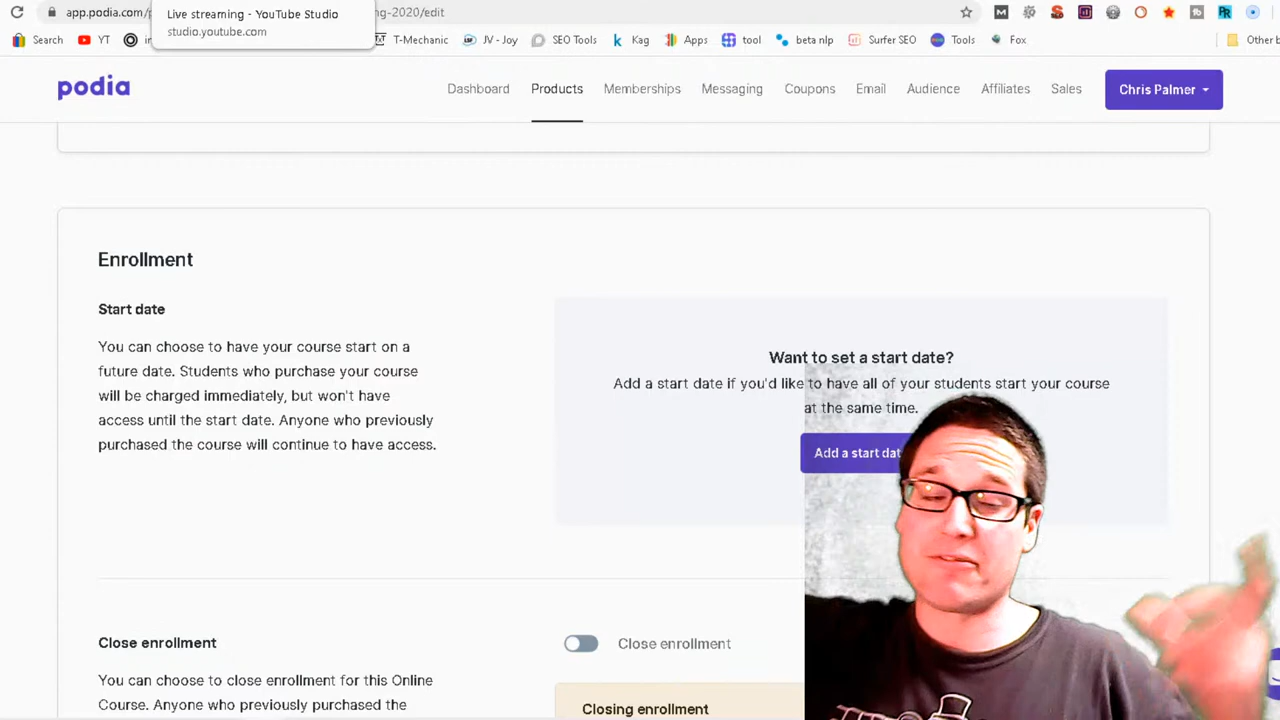 app.podia.com/p
Live streaming - YouTube Studio
studio.youtube.com
ng-2020/edit
Search
YT
T-Mechanic
JV - Joy
SEO Tools
Kag
Apps
tool
beta nlp
Surfer SEO
Tools
Fox
Other b
podia
Dashboard
Products
Memberships
Messaging
Coupons
Email
Audience
Affiliates
Sales
Chris Palmer
Enrollment
Start date
You can choose to have your course start on a
future date. Students who purchase your course
will be charged immediately, but won't have
access until the start date. Anyone who previously
purchased the course will continue to have access.
Want to set a start date?
Add a start date if you'd like to have all of your students start your course
at the same time.
Add a start dat
Close enrollment
You can choose to close enrollment for this Online
Course. Anyone who previously purchased the
Close enrollment
Closing enrollment